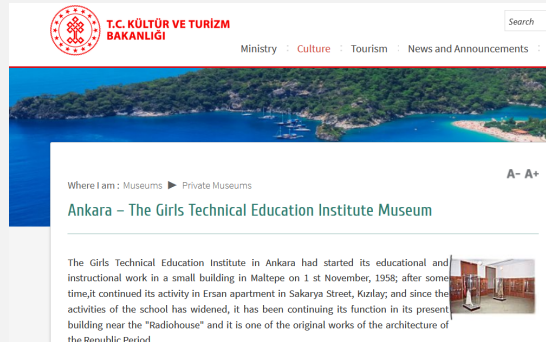 T.C. KÜLTÜR VE TURİZM
BAKANLIĞI
Search
Ministry
Culture
Tourism
News and Announcements
A- A+
Where I am : Museums ► Private Museums
Ankara – The Girls Technical Education Institute Museum
The Girls Technical Education Institute in Ankara had started its educational and
instructional work in a small building in Maltepe on 1 st November, 1958; after some
time,it continued its activity in Ersan apartment in Sakarya Street, Kızılay; and since the
activities of the school has widened, it has been continuing its function in its present
building near the "Radiohouse" and it is one of the original works of the architecture of
the Republic Period